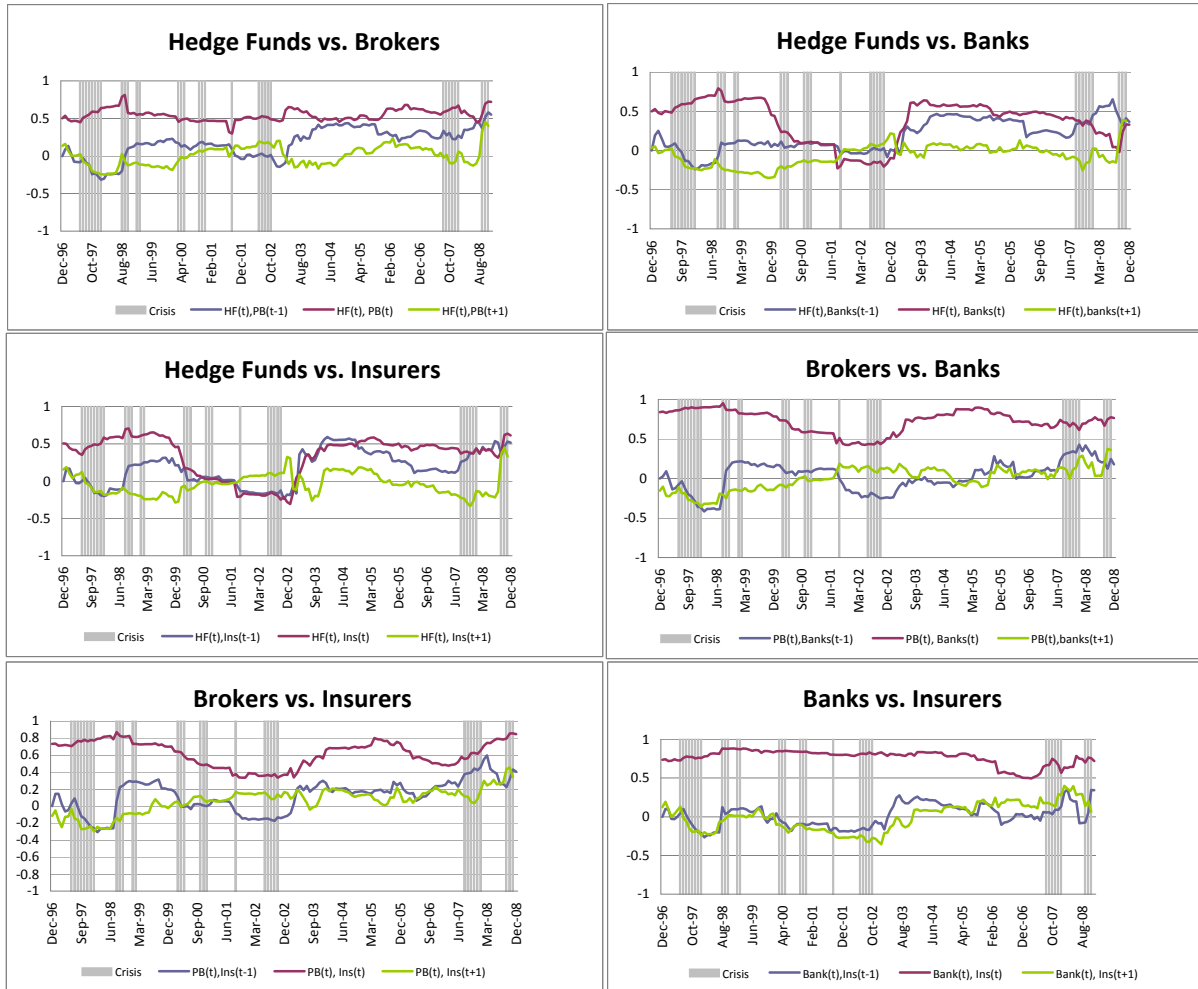 Hedge Funds vs. Brokers
1
0.5
0
-0.5
-1
Dec-96
Oct-97
Aug-98
Jun-99
Apr-00
Feb-01
Dec-01
Oct-02
Aug-03
Jun-04
Apr-05
Feb-06
Dec-06
Oct-07
Aug-08
Crisis HF(t),PB(t-1) HF(t), PB(t) HF(t),PB(t+1)
Hedge Funds vs. Banks
1
0.5
0
-0.5
-1
Dec-96
Sep-97
Jun-98
Mar-99
Dec-99
Sep-00
Jun-01
Mar-02
Dec-02
Sep-03
Jun-04
Mar-05
Dec-05
Sep-06
Jun-07
Mar-08
Dec-08
Crisis HF(t),Banks(t-1) HF(t), Banks(t) HF(t),banks(t+1)
Hedge Funds vs. Insurers
1
0.5
0
-0.5
-1
Dec-96
Sep-97
Jun-98
Mar-99
Dec-99
Sep-00
Jun-01
Mar-02
Dec-02
Sep-03
Jun-04
Mar-05
Dec-05
Sep-06
Jun-07
Mar-08
Dec-08
Crisis HF(t),Ins(t-1) HF(t), Ins(t) HF(t), Ins(t+1)
Brokers vs. Banks
1
0.5
0
-0.5
-1
Dec-96
Sep-97
Jun-98
Mar-99
Dec-99
Sep-00
Jun-01
Mar-02
Dec-02
Sep-03
Jun-04
Mar-05
Dec-05
Sep-06
Jun-07
Mar-08
Dec-08
Crisis PB(t),Banks(t-1) PB(t), Banks(t) PB(t),banks(t+1)
Brokers vs. Insurers
1
0.8
0.6
0.4
0.2
0
-0.2
-0.4
-0.6
-0.8
-1
Dec-96
Sep-97
Jun-98
Mar-99
Dec-99
Sep-00
Jun-01
Mar-02
Dec-02
Sep-03
Jun-04
Mar-05
Dec-05
Sep-06
Jun-07
Mar-08
Dec-08
Crisis PB(t),Ins(t-1) PB(t), Ins(t) PB(t), Ins(t+1)
Banks vs. Insurers
1
0.5
0
-0.5
-1
Dec-96
Oct-97
Aug-98
Jun-99
Apr-00
Feb-01
Dec-01
Oct-02
Aug-03
Jun-04
Apr-05
Feb-06
Dec-06
Oct-07
Aug-08
Crisis Bank(t),Ins(t-1) Bank(t), Ins(t) Bank(t), Ins(t+1)